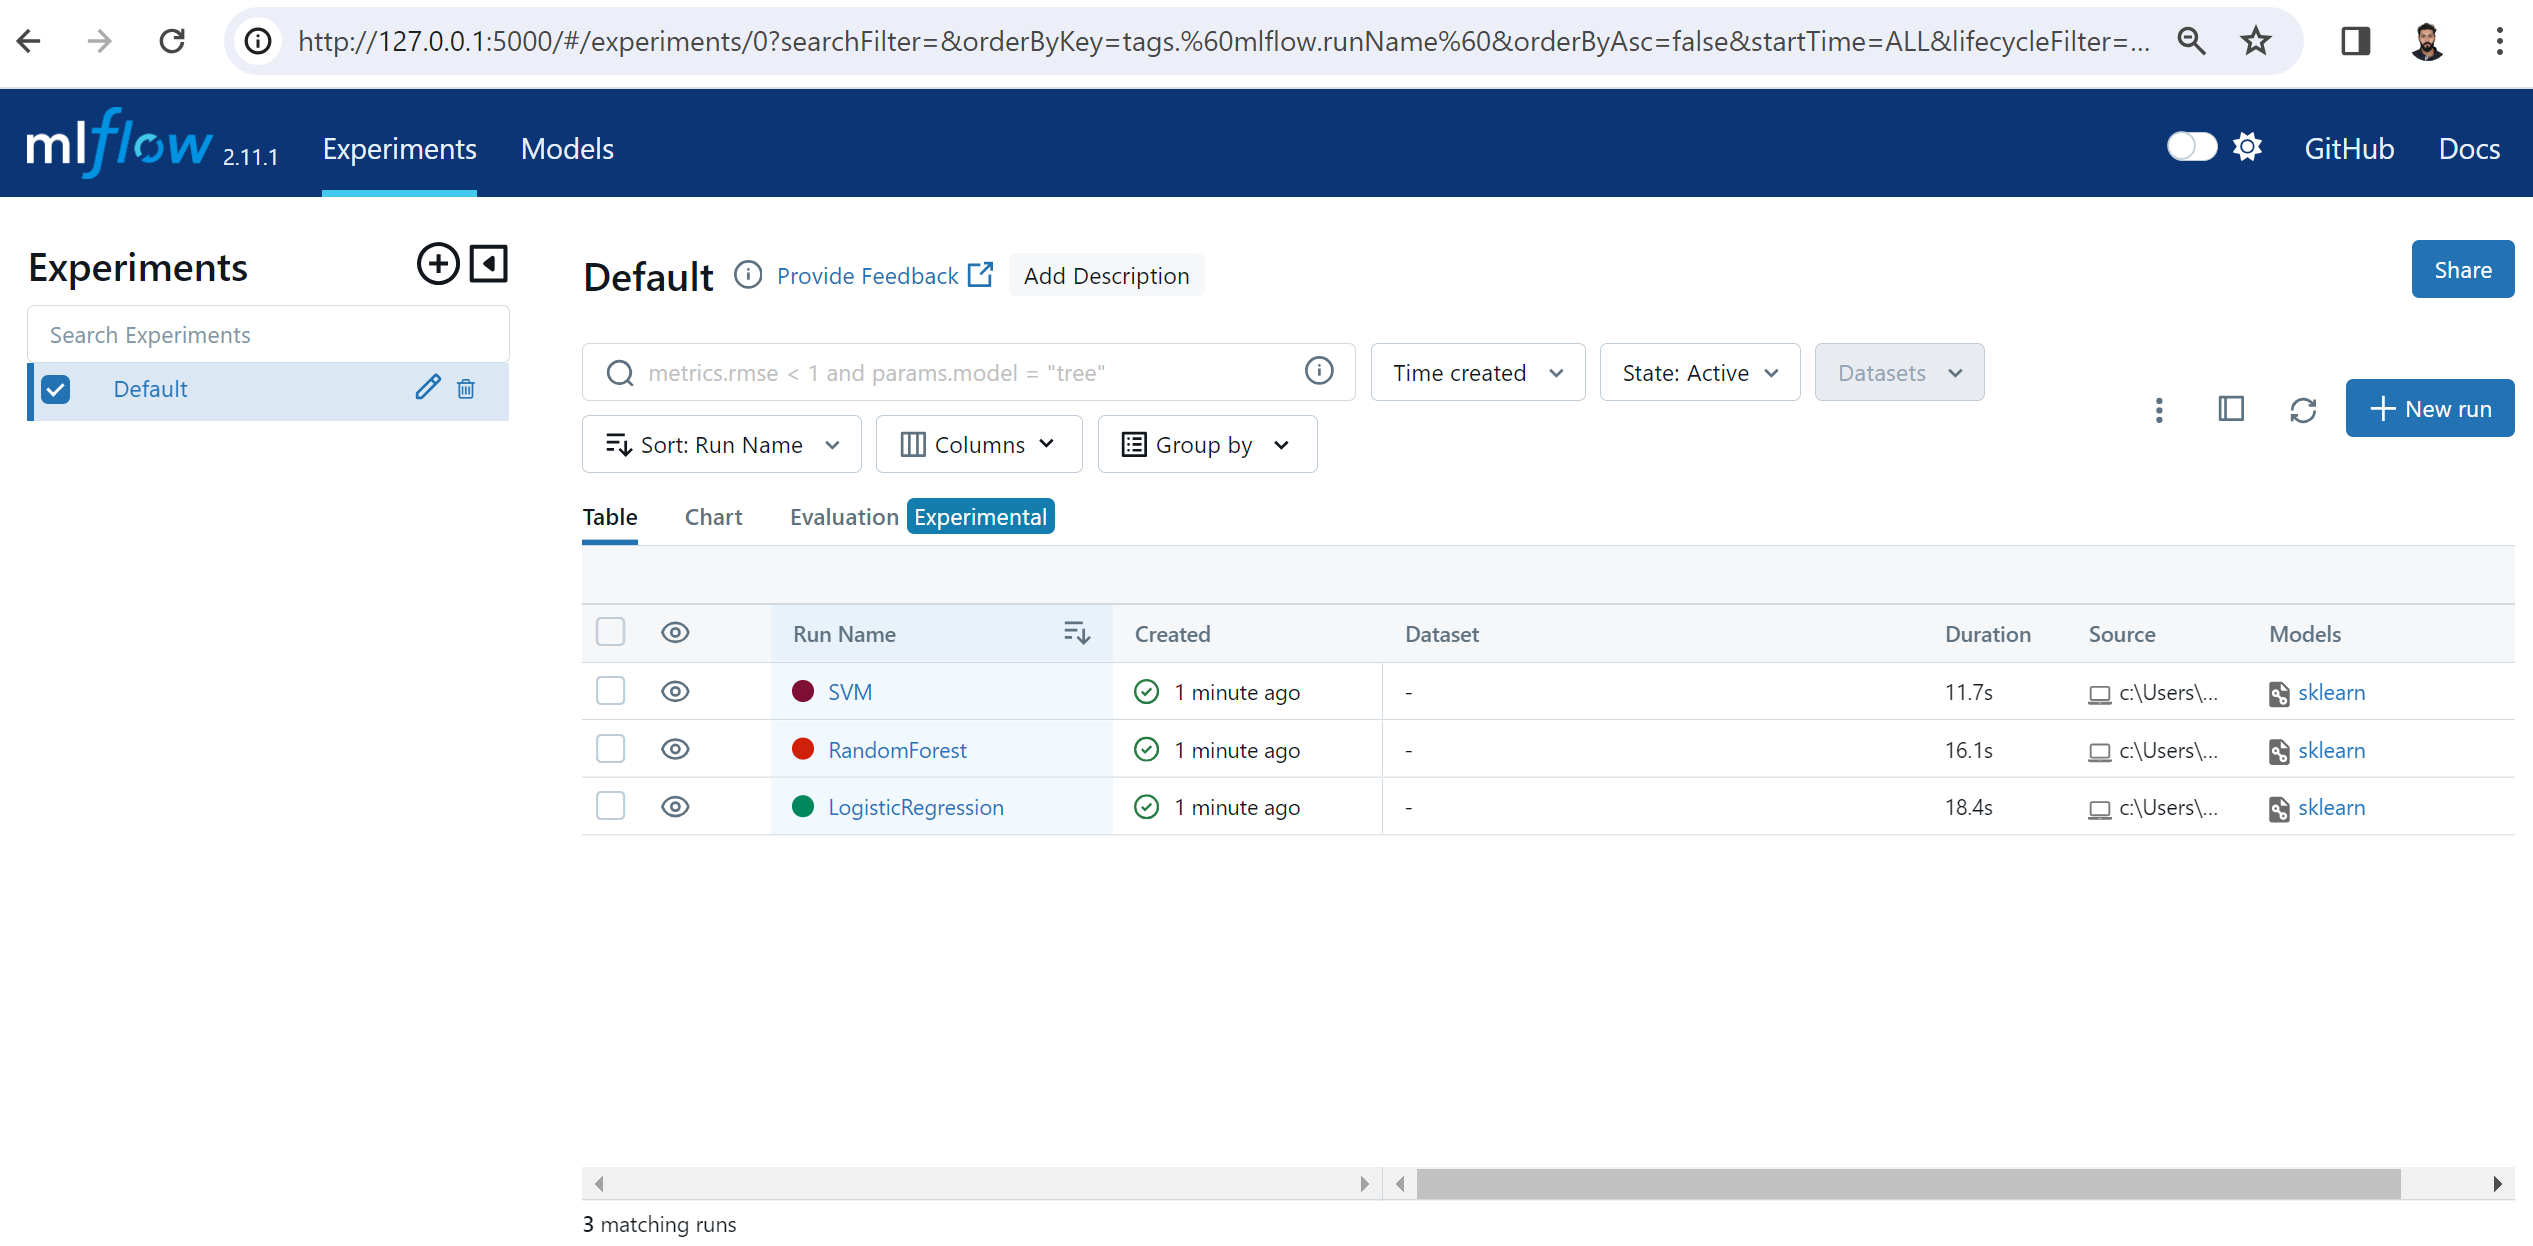 http://127.0.0.1:5000/#/experiments/0?searchFilter=&orderByKey=tags.%60mlflow.runName%60&orderByAsc=false&startTime=ALL&lifecycleFilter=...
mlflow 2.11.1 Experiments Models GitHub Docs
Experiments
Search Experiments
Default
Default Provide Feedback Add Description Share
metrics.rmse < 1 and params.model = "tree" Time created State: Active Datasets
Sort: Run Name Columns Group by
New run
Table Chart Evaluation Experimental
Run Name Created Dataset Duration Source Models
SVM 1 minute ago - 11.7s c:\Users\... sklearn
RandomForest 1 minute ago - 16.1s c:\Users\... sklearn
LogisticRegression 1 minute ago - 18.4s c:\Users\... sklearn
3 matching runs